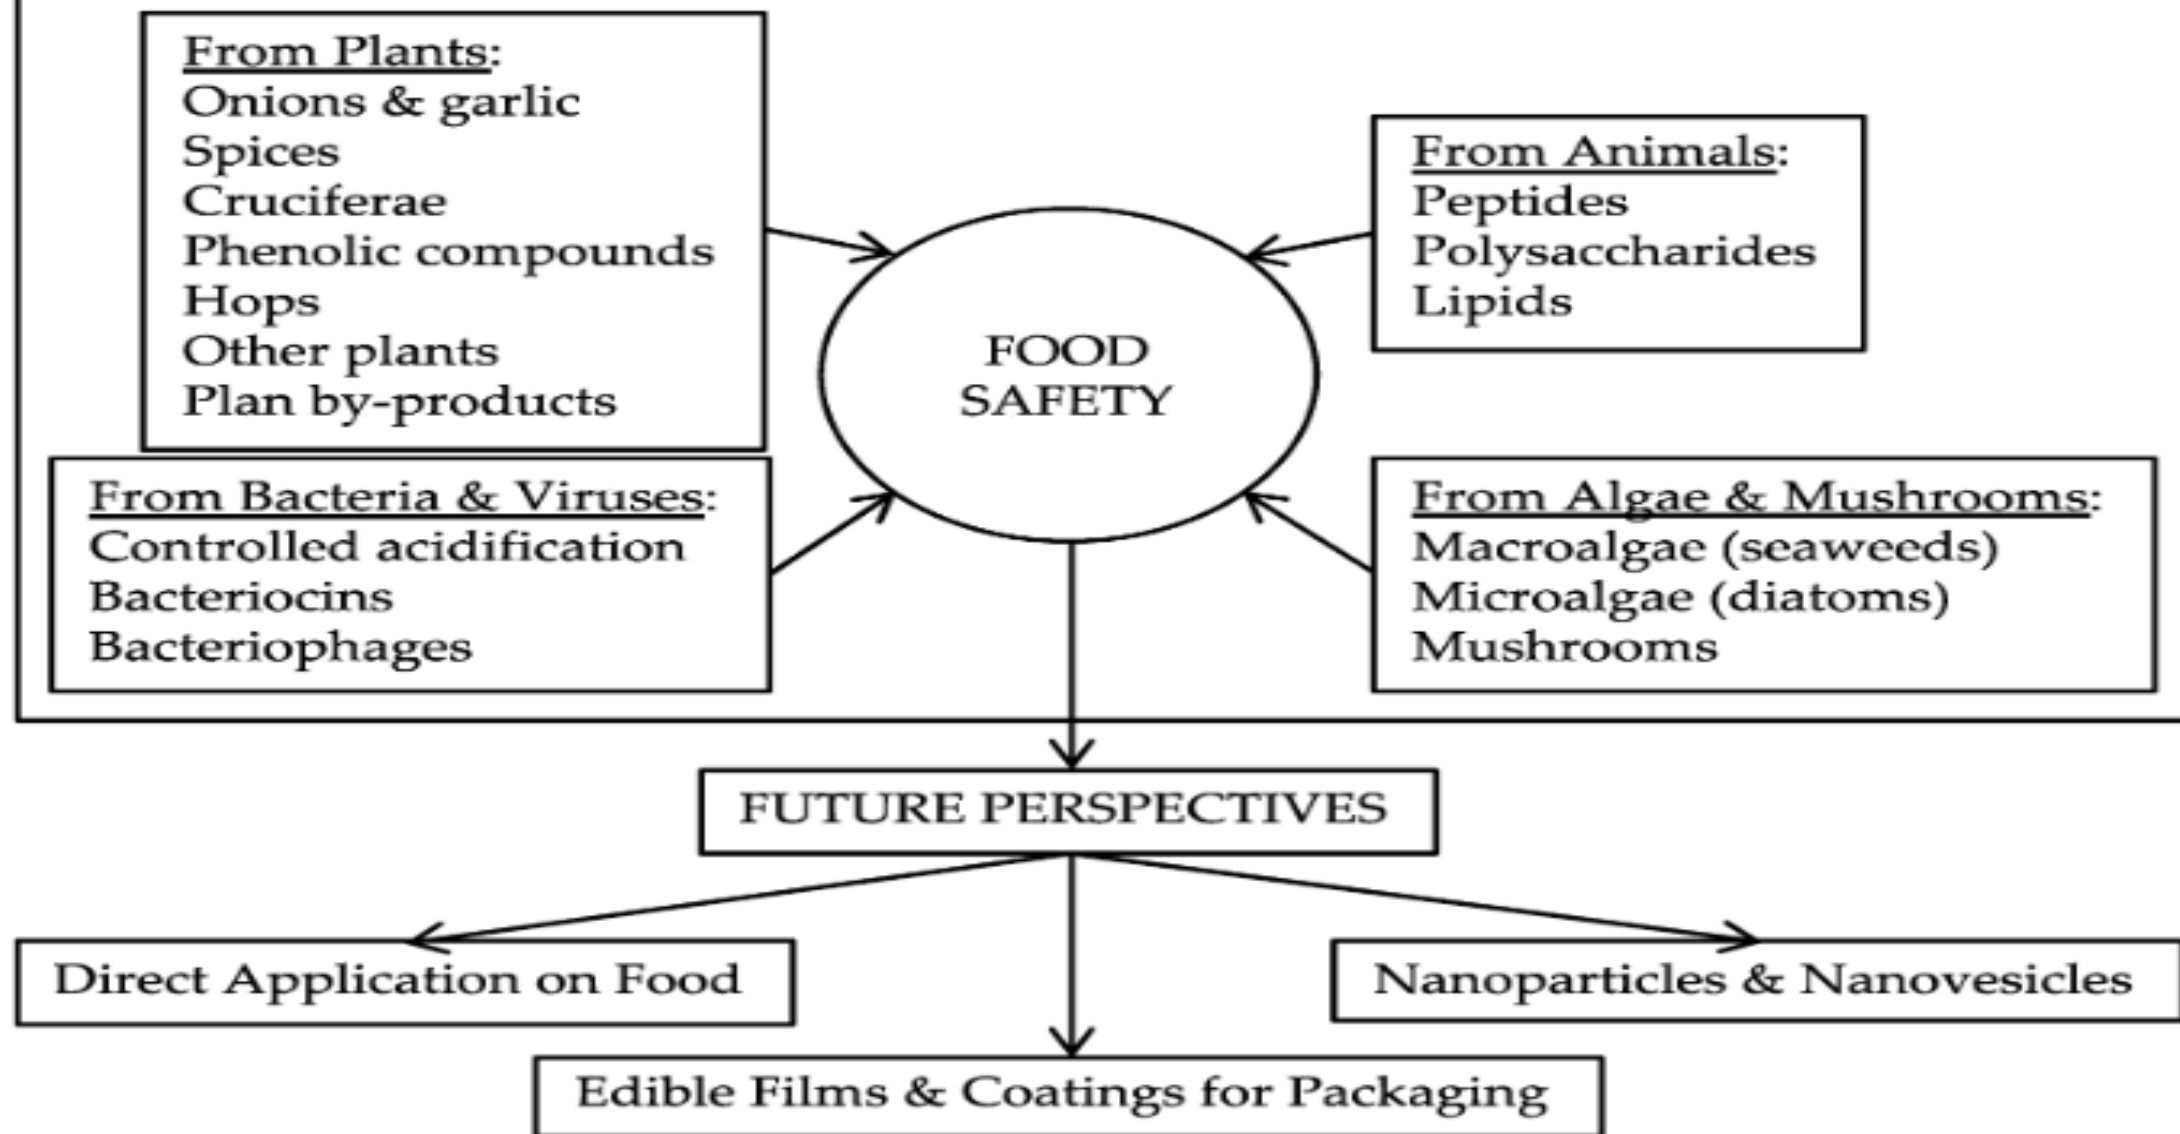 From Plants:
Onions & garlic
Spices
Cruciferae
Phenolic compounds
Hops
Other plants
Plan by-products
From Animals:
Peptides
Polysaccharides
Lipids
FOOD
SAFETY
From Bacteria & Viruses:
Controlled acidification
Bacteriocins
Bacteriophages
From Algae & Mushrooms:
Macroalgae (seaweeds)
Microalgae (diatoms)
Mushrooms
FUTURE PERSPECTIVES
Direct Application on Food
Nanoparticles & Nanovesicles
Edible Films & Coatings for Packaging